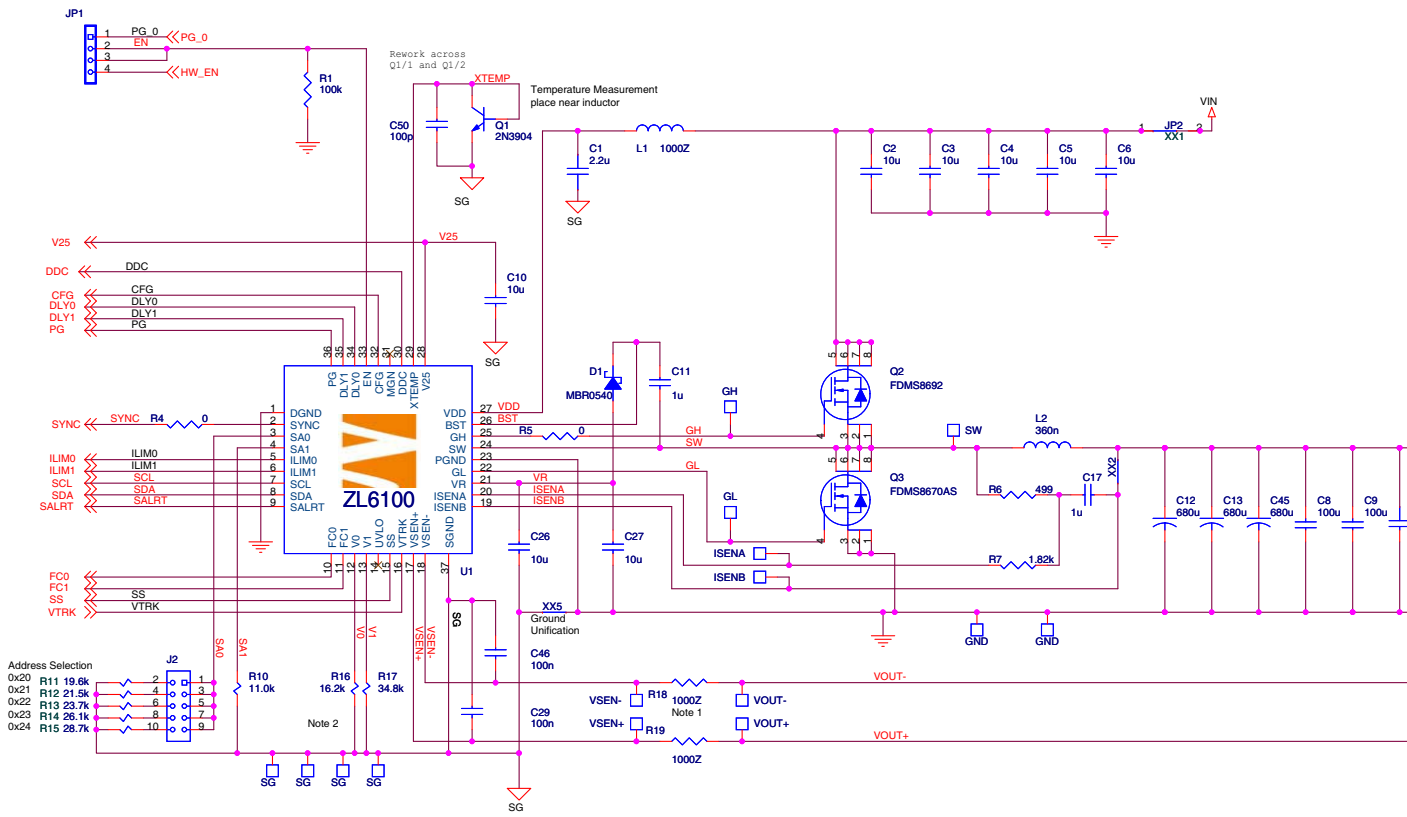 JP1
1 PG_0 PG_0
2 EN
3
4 HW_EN
R1
100k
Rework across
Q1/1 and Q1/2
XTEMP
C50
100p
Q1
2N3904
SG
Temperature Measurement
place near inductor
C1
2.2u
SG
L1 1000Z
C2
10u
C3
10u
C4
10u
C5
10u
C6
10u
1 JP2 2
XX1
VIN
V25 V25
DDC DDC
CFG CFG
DLY0 DLY0
DLY1 DLY1
PG PG
C10
10u
SG
36 35 34 33 32 31 30 29 28
PG DLY1 DLY0 EN CFG MGN DDC XTEMP V25
1 DGND
2 SYNC
3 SA0
4 SA1
5 ILIM0
6 ILIM1
7 SCL
8 SDA
9 SALRT
ZL6100
VDD 27 VDD
BST 26 BST
GH 25
SW 24
PGND 23
GL 22
VR 21 VR
ISENA 20 ISENA
ISENB 19 ISENB
FC0 FC1 V0 V1 UVLO SS VTRK VSEN+ VSEN- SGND
10 11 12 13 14 15 16 17 18 37
U1
SYNC SYNC R4 0
ILIM0 ILIM0
ILIM1 ILIM1
SCL SCL
SDA SDA
SALRT SALRT
FC0
FC1
SS SS
VTRK VTRK
D1
MBR0540
C11
1u
R5 0
GH
GH
SW
GL
GL
5 6 7 8
Q2
FDMS8692
4 3 2 1
5 6 7 8
Q3
FDMS8670AS
4 3 2 1
SW
L2
360n
R6 499
C17
1u
XX2
R7 1.82k
ISENA
ISENB
C12
680u
C13
680u
C45
680u
C8
100u
C9
100u
C26
10u
C27
10u
XX5
Ground
Unification
GND
GND
SG
C46
100n
C29
100n
V0
V1
VSEN+
VSEN-
SA0
SA1
Address Selection
0x20 R11 19.6k
0x21 R12 21.5k
0x22 R13 23.7k
0x23 R14 26.1k
0x24 R15 28.7k
J2
2 1
4 3
6 5
8 7
10 9
R10
11.0k
R16
16.2k
R17
34.8k
Note 2
SG
SG
SG
SG
SG
VSEN-
VSEN+
R18
1000Z
Note 1
R19
1000Z
VOUT-
VOUT+
VOUT-
VOUT+